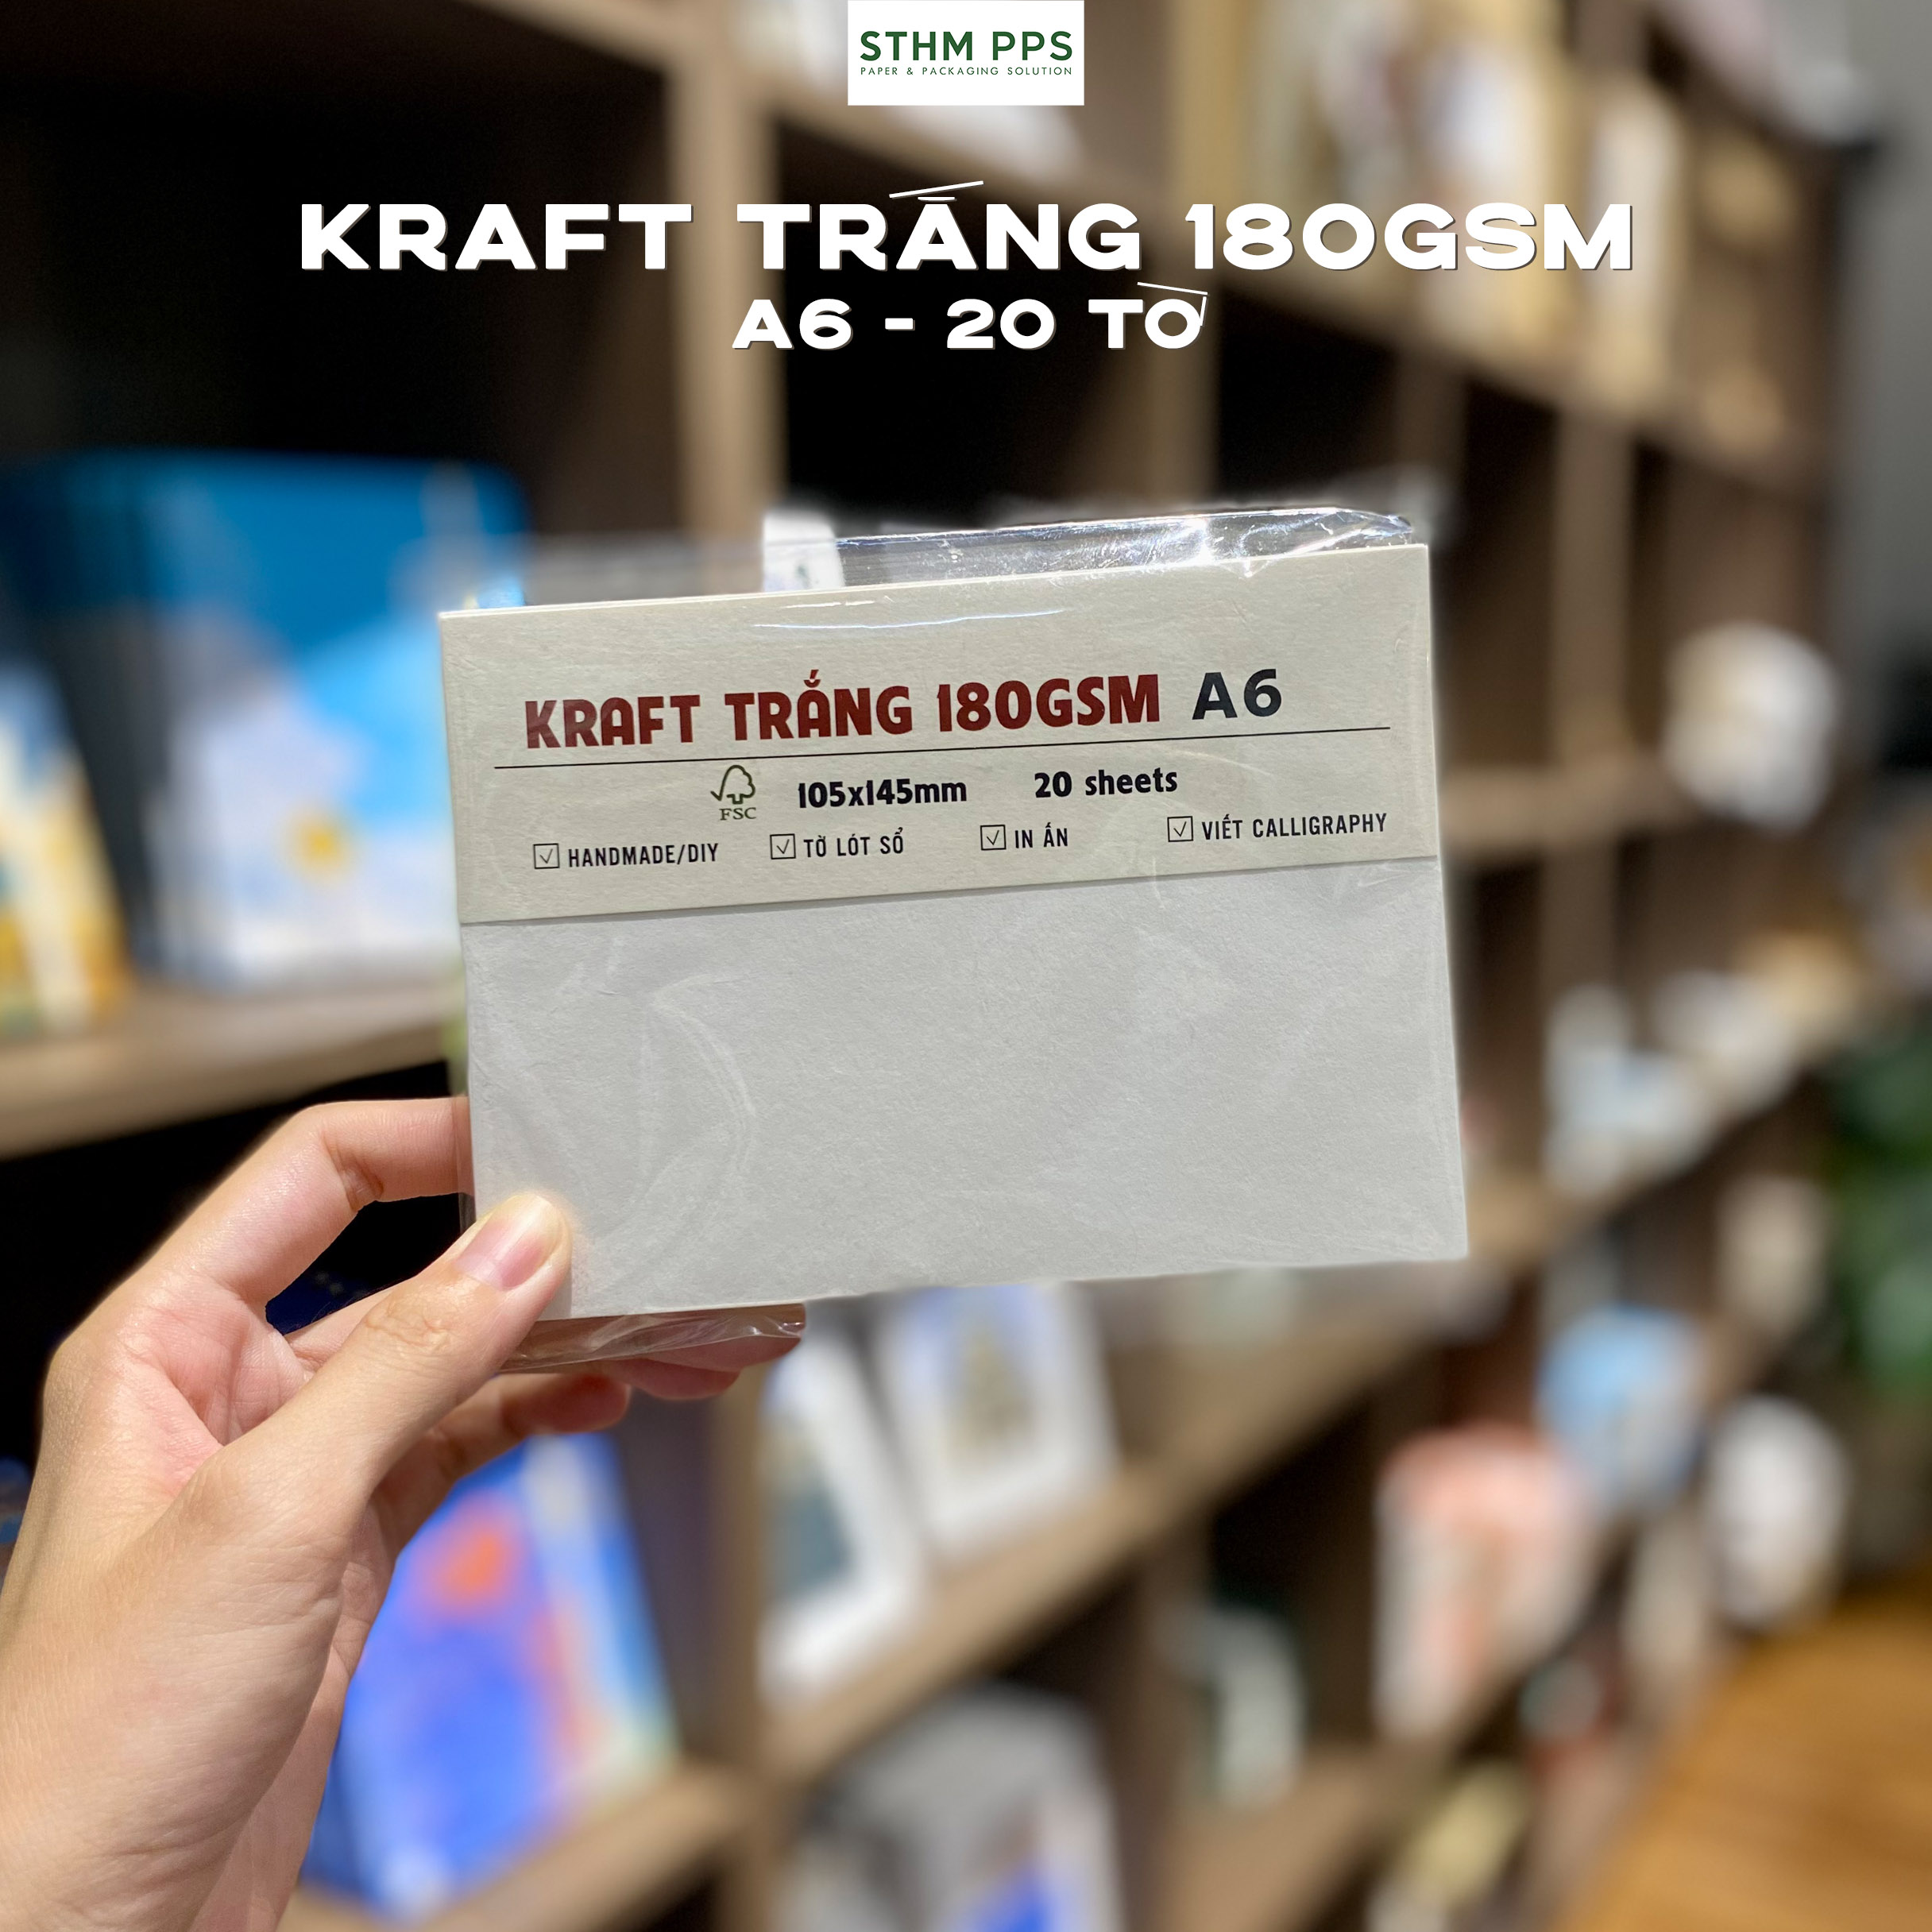 STHM PPS
PAPER & PACKAGING SOLUTION
KRAFT TRẮNG 180GSM
A6 - 20 TỜ
KRAFT TRẮNG 180GSM A6
FSC 105x145mm 20 sheets
HANDMADE/DIY TỜ LÓT SỔ IN ẤN VIẾT CALLIGRAPHY